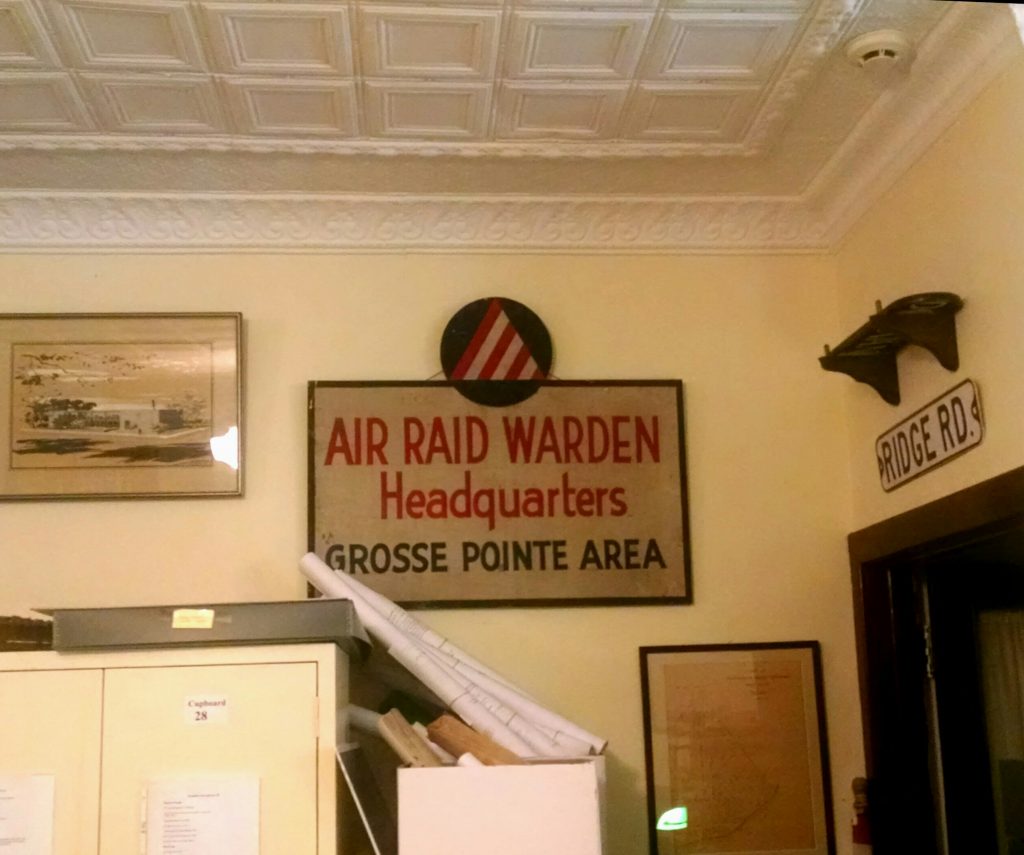 AIR RAID WARDEN
Headquarters
GROSSE POINTE AREA
RIDGE RD.
Cupboard
28